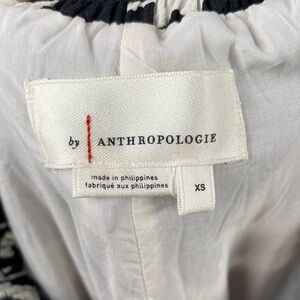 by ANTHROPOLOGIE
made in philippines
fabriqué aux philippines
XS